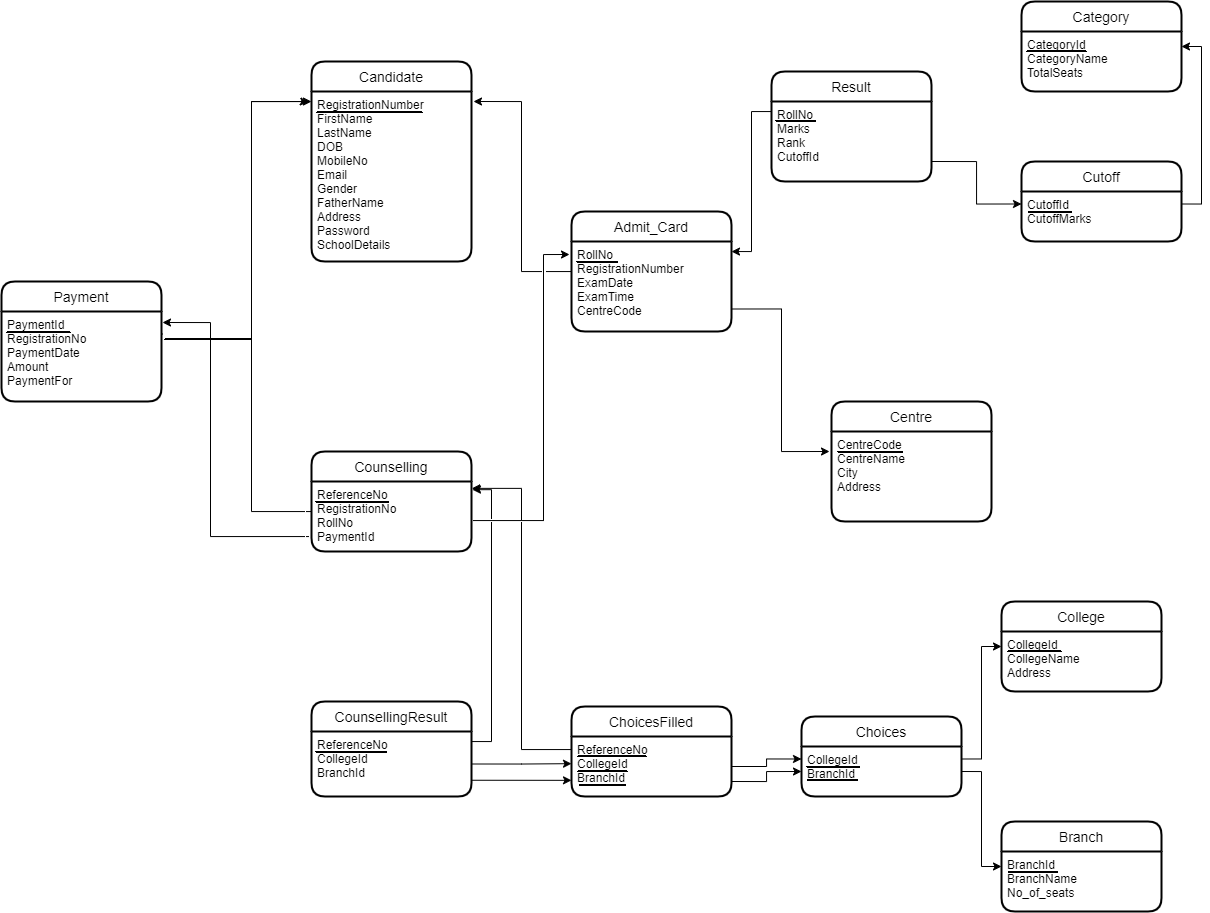 Category
CategoryId
CategoryName
TotalSeats
Candidate
RegistrationNumber
FirstName
LastName
DOB
MobileNo
Email
Gender
FatherName
Address
Password
SchoolDetails
Result
RollNo
Marks
Rank
CutoffId
Cutoff
CutoffId
CutoffMarks
Admit_Card
RollNo
RegistrationNumber
ExamDate
ExamTime
CentreCode
Payment
PaymentId
RegistrationNo
PaymentDate
Amount
PaymentFor
Centre
CentreCode
CentreName
City
Address
Counselling
ReferenceNo
RegistrationNo
RollNo
PaymentId
College
CollegeId
CollegeName
Address
CounsellingResult
ReferenceNo
CollegeId
BranchId
ChoicesFilled
ReferenceNo
CollegeId
BranchId
Choices
CollegeId
BranchId
Branch
BranchId
BranchName
No_of_seats